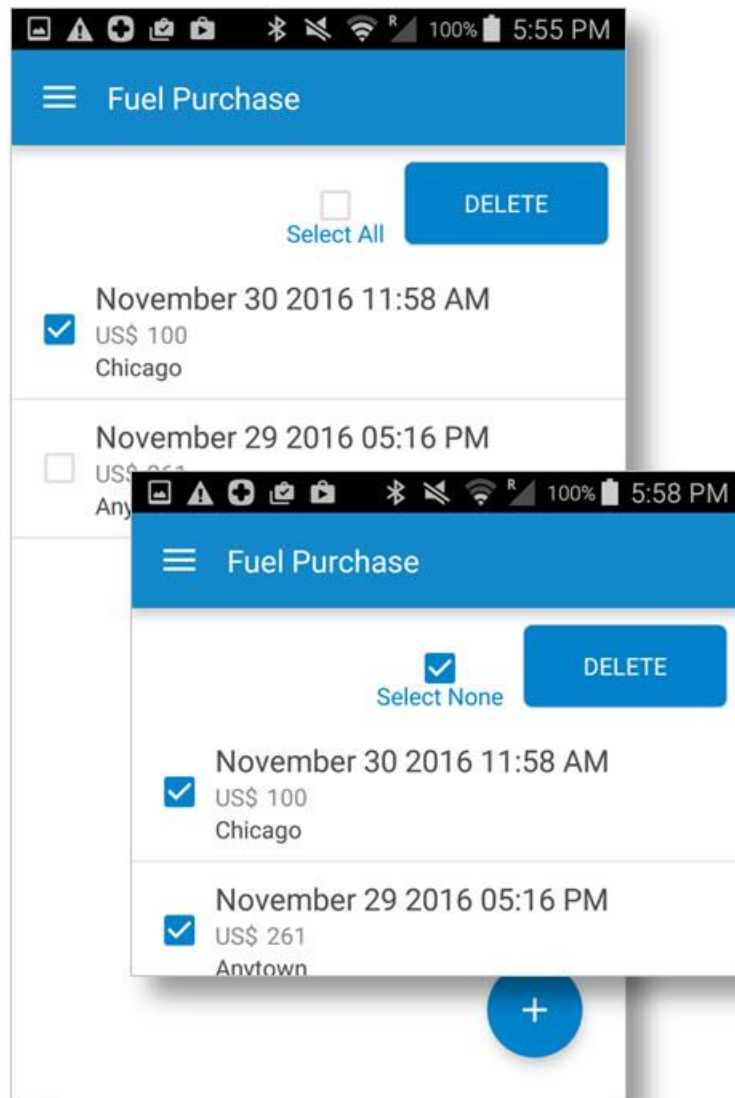 R 100% 5:55 PM
Fuel Purchase
DELETE
Select All
November 30 2016 11:58 AM
US$ 100
Chicago
November 29 2016 05:16 PM
US$
R 100% 5:58 PM
Fuel Purchase
DELETE
Select None
November 30 2016 11:58 AM
US$ 100
Chicago
November 29 2016 05:16 PM
US$ 261
Anytown
+